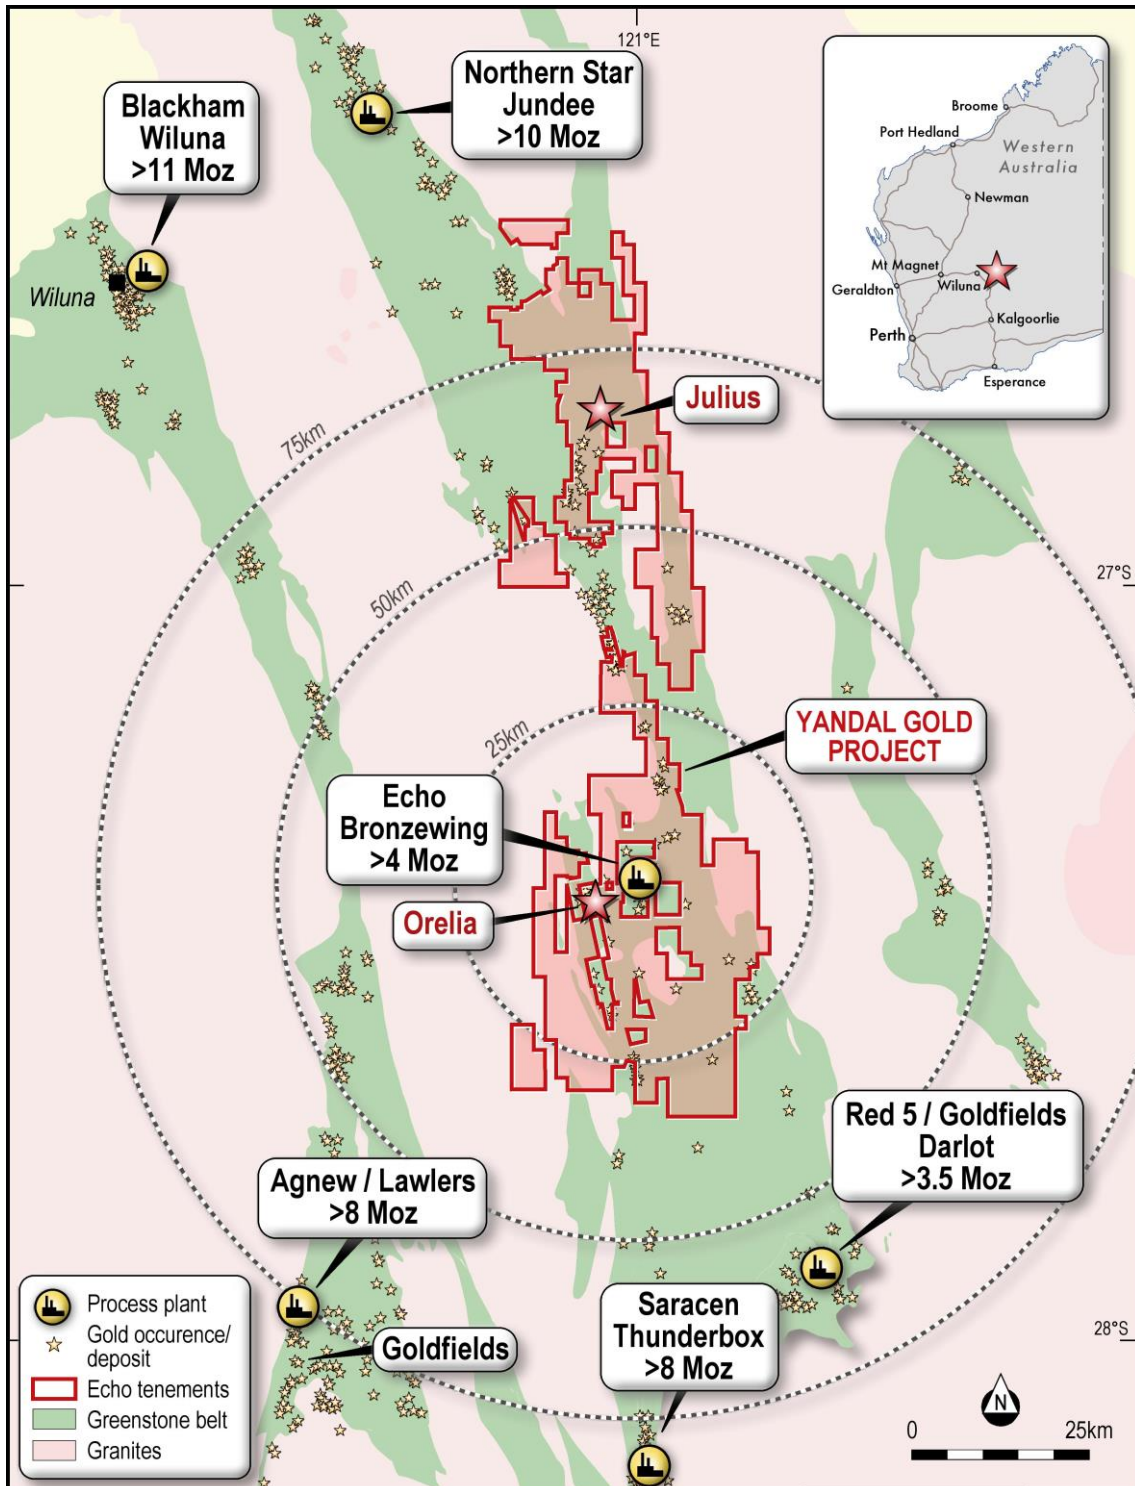 121°E
Northern Star
Jundee
>10 Moz
Blackham
Wiluna
>11 Moz
Wiluna
Broome
Port Hedland
Western
Australia
Newman
Mt Magnet
Wiluna
Geraldton
Kalgoorlie
Perth
Esperance
Julius
75km
50km
27°S
25km
YANDAL GOLD
PROJECT
Echo
Bronzewing
>4 Moz
Orelia
Red 5 / Goldfields
Darlot
>3.5 Moz
Agnew / Lawlers
>8 Moz
Saracen
Thunderbox
>8 Moz
Goldfields
28°S
Process plant
Gold occurence/
deposit
Echo tenements
Greenstone belt
Granites
N
0 25km